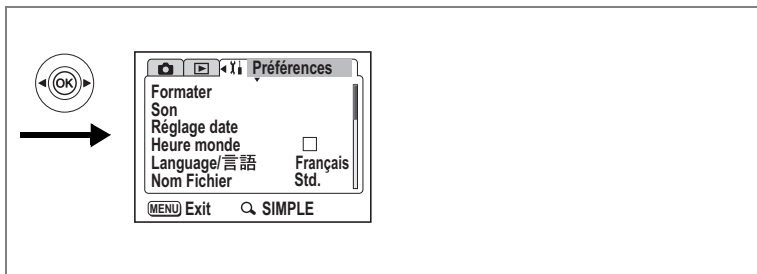 OK
Préférences
Formater
Son
Réglage date
Heure monde
Language/言語 Français
Nom Fichier Std.
MENU Exit SIMPLE